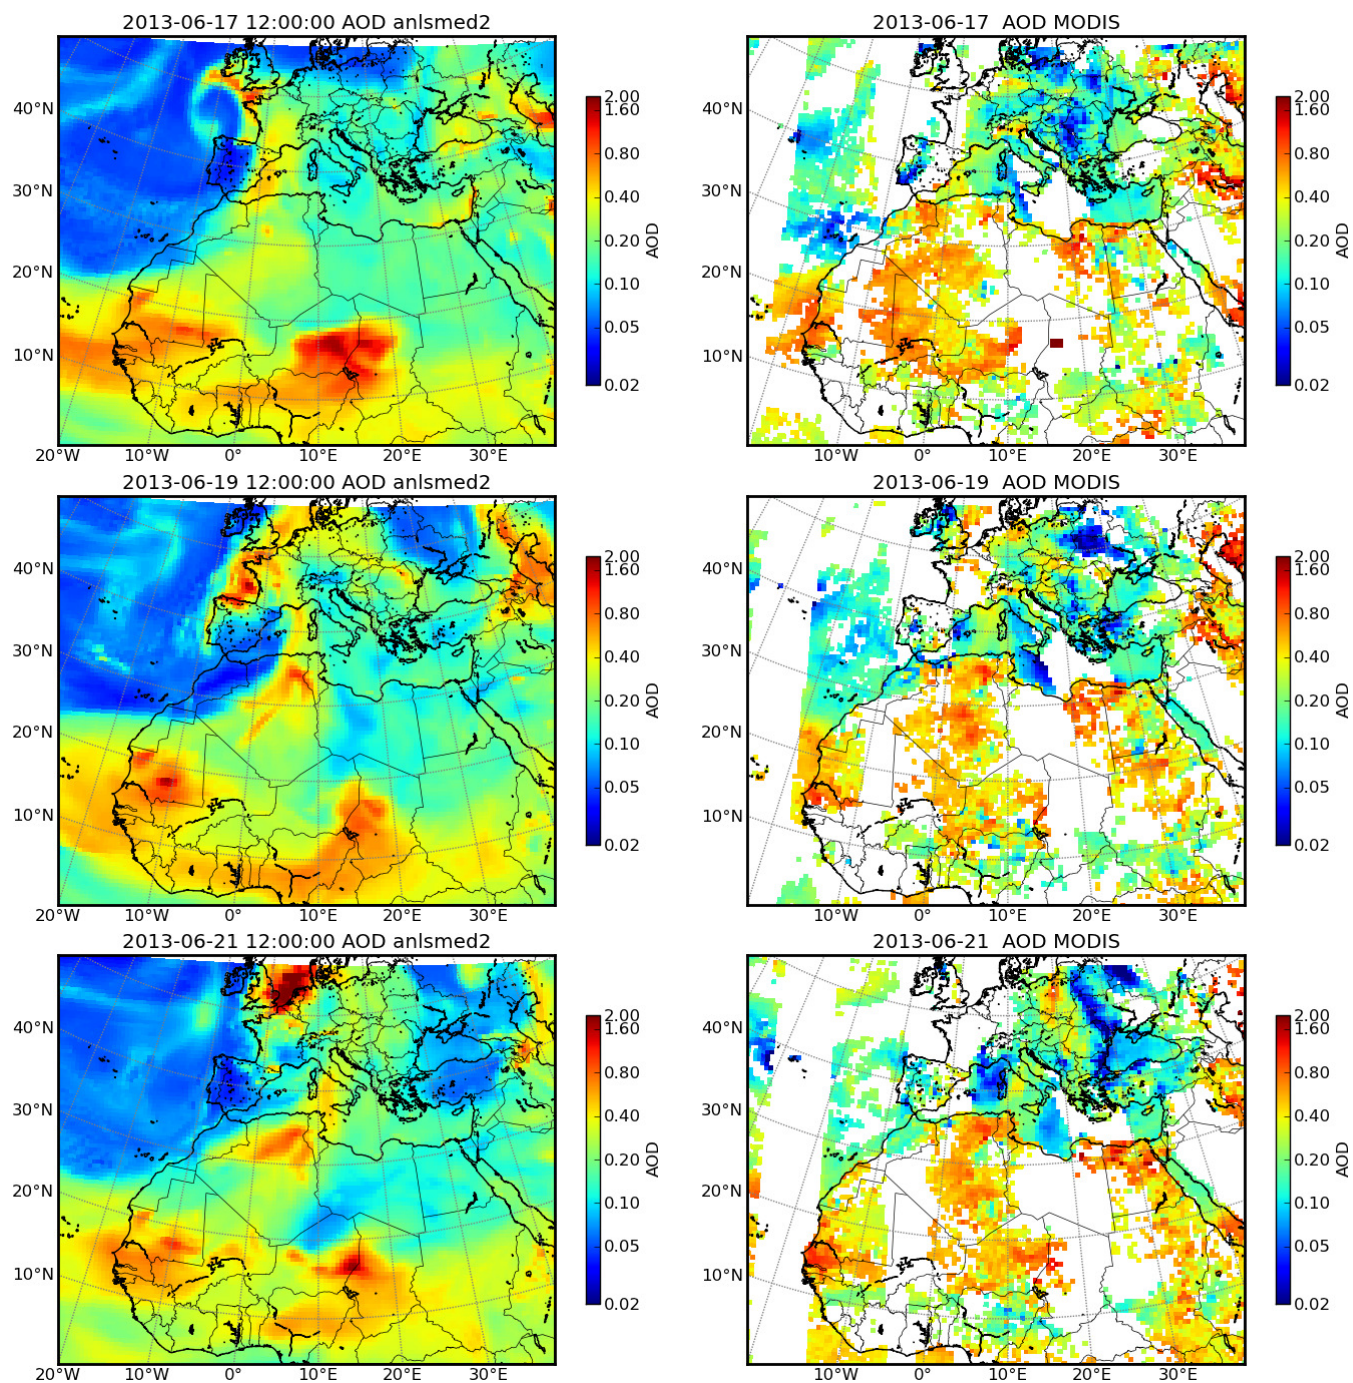 2013-06-17 12:00:00 AOD anlsmed2
40°N
30°N
20°N
10°N
20°W
10°W
0°
10°E
20°E
30°E
2.00
1.60
0.80
0.40
0.20
0.10
0.05
0.02
AOD
2013-06-17  AOD MODIS
40°N
30°N
20°N
10°N
10°W
0°
10°E
20°E
30°E
2.00
1.60
0.80
0.40
0.20
0.10
0.05
0.02
AOD
2013-06-19 12:00:00 AOD anlsmed2
40°N
30°N
20°N
10°N
20°W
10°W
0°
10°E
20°E
30°E
2.00
1.60
0.80
0.40
0.20
0.10
0.05
0.02
AOD
2013-06-19  AOD MODIS
40°N
30°N
20°N
10°N
10°W
0°
10°E
20°E
30°E
2.00
1.60
0.80
0.40
0.20
0.10
0.05
0.02
AOD
2013-06-21 12:00:00 AOD anlsmed2
40°N
30°N
20°N
10°N
20°W
10°W
0°
10°E
20°E
30°E
2.00
1.60
0.80
0.40
0.20
0.10
0.05
0.02
AOD
2013-06-21  AOD MODIS
40°N
30°N
20°N
10°N
10°W
0°
10°E
20°E
30°E
2.00
1.60
0.80
0.40
0.20
0.10
0.05
0.02
AOD